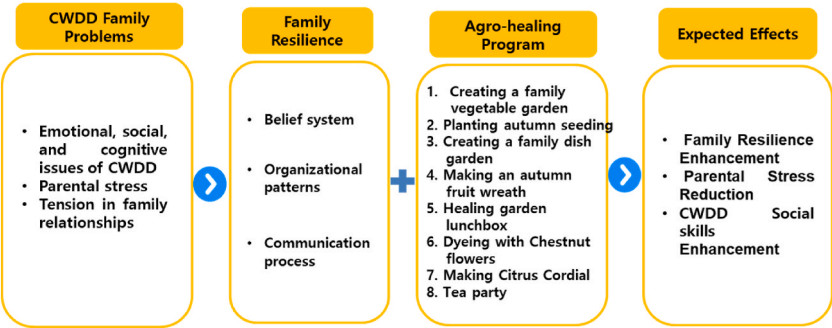 CWDD Family
Problems
• Emotional, social,
and cognitive
issues of CWDD
• Parental stress
• Tension in family
relationships
Family
Resilience
• Belief system
• Organizational
patterns
• Communication
process
Agro-healing
Program
1. Creating a family
vegetable garden
2. Planting autumn seeding
3. Creating a family dish
garden
4. Making an autumn
fruit wreath
5. Healing garden
lunchbox
6. Dyeing with Chestnut
flowers
7. Making Citrus Cordial
8. Tea party
Expected Effects
• Family Resilience
Enhancement
• Parental Stress
Reduction
• CWDD Social
skills
Enhancement